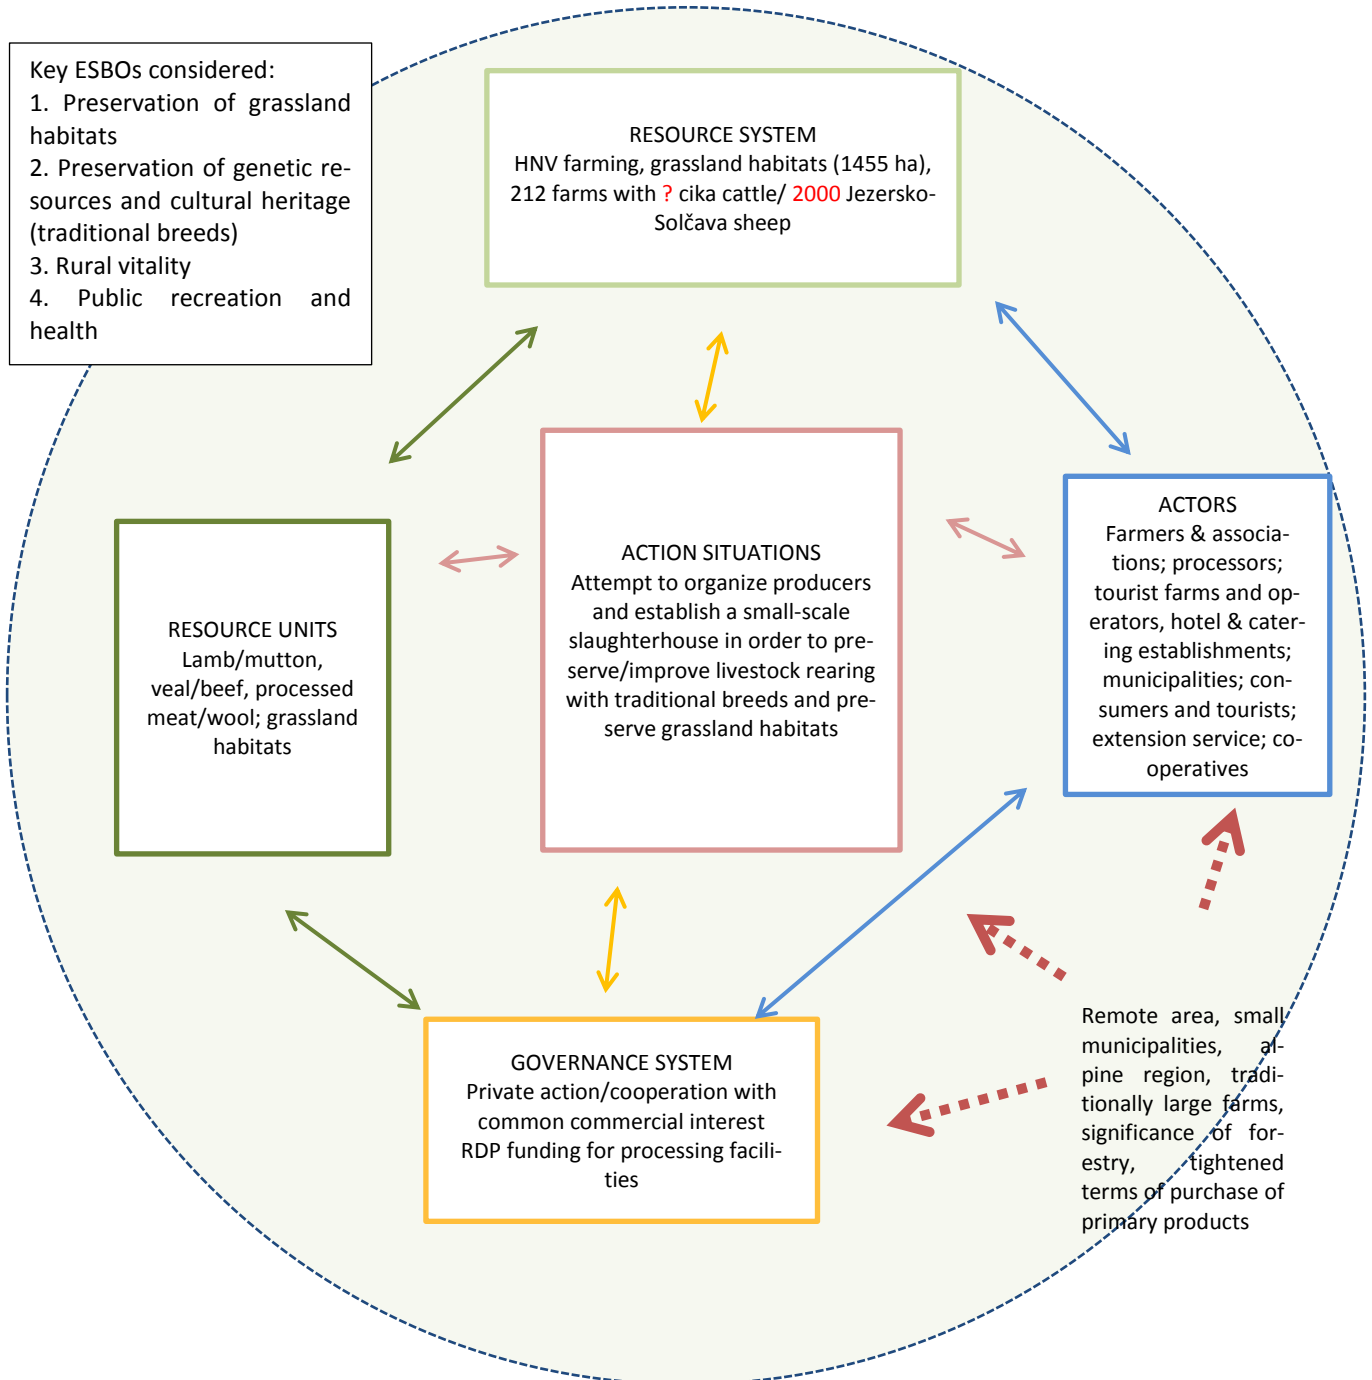 Key ESBOs considered:
1. Preservation of grassland
habitats
2. Preservation of genetic re-
sources and cultural heritage
(traditional breeds)
3. Rural vitality
4. Public recreation and
health
RESOURCE SYSTEM
HNV farming, grassland habitats (1455 ha),
212 farms with ? cika cattle/ 2000 Jezersko-
Solčava sheep
ACTION SITUATIONS
Attempt to organize producers
and establish a small-scale
slaughterhouse in order to pre-
serve/improve livestock rearing
with traditional breeds and pre-
serve grassland habitats
ACTORS
Farmers & associa-
tions; processors;
tourist farms and op-
erators, hotel & cater-
ing establishments;
municipalities; con-
sumers and tourists;
extension service; co-
operatives
RESOURCE UNITS
Lamb/mutton,
veal/beef, processed
meat/wool; grassland
habitats
GOVERNANCE SYSTEM
Private action/cooperation with
common commercial interest
RDP funding for processing facili-
ties
Remote area, small
municipalities, al-
pine region, tradi-
tionally large farms,
significance of for-
estry, tightened
terms of purchase of
primary products